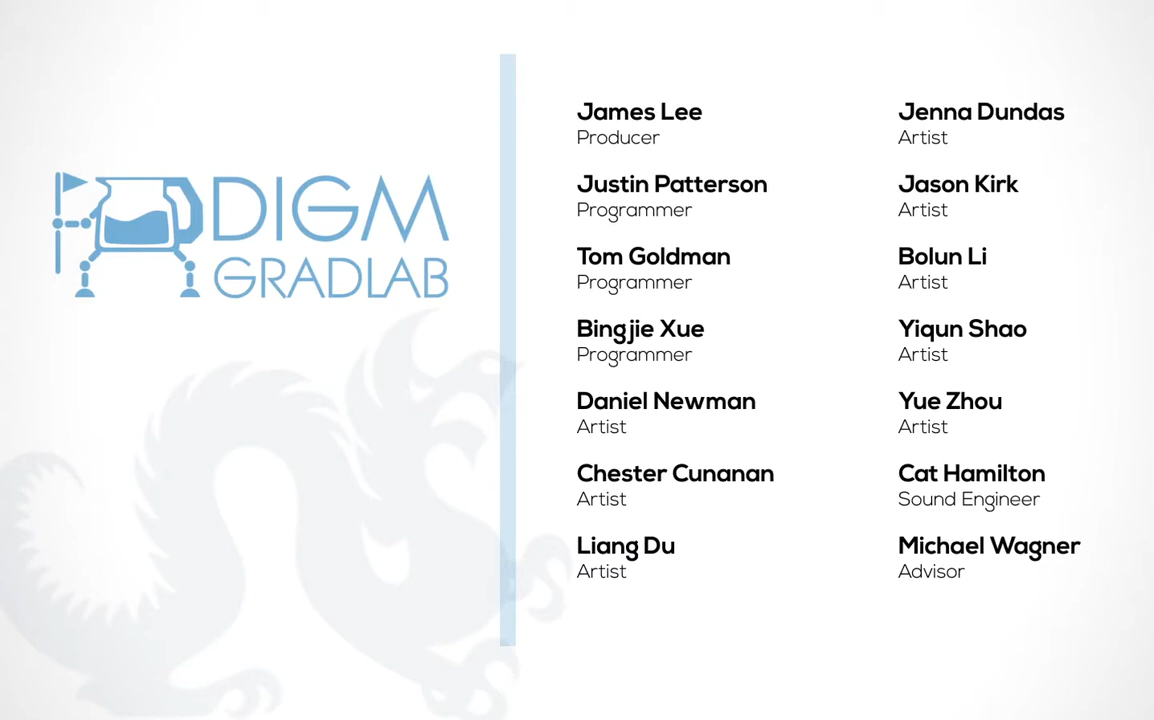 DIGM
GRADLAB
James Lee
Producer
Justin Patterson
Programmer
Tom Goldman
Programmer
Bingjie Xue
Programmer
Daniel Newman
Artist
Chester Cunanan
Artist
Liang Du
Artist
Jenna Dundas
Artist
Jason Kirk
Artist
Bolun Li
Artist
Yiqun Shao
Artist
Yue Zhou
Artist
Cat Hamilton
Sound Engineer
Michael Wagner
Advisor